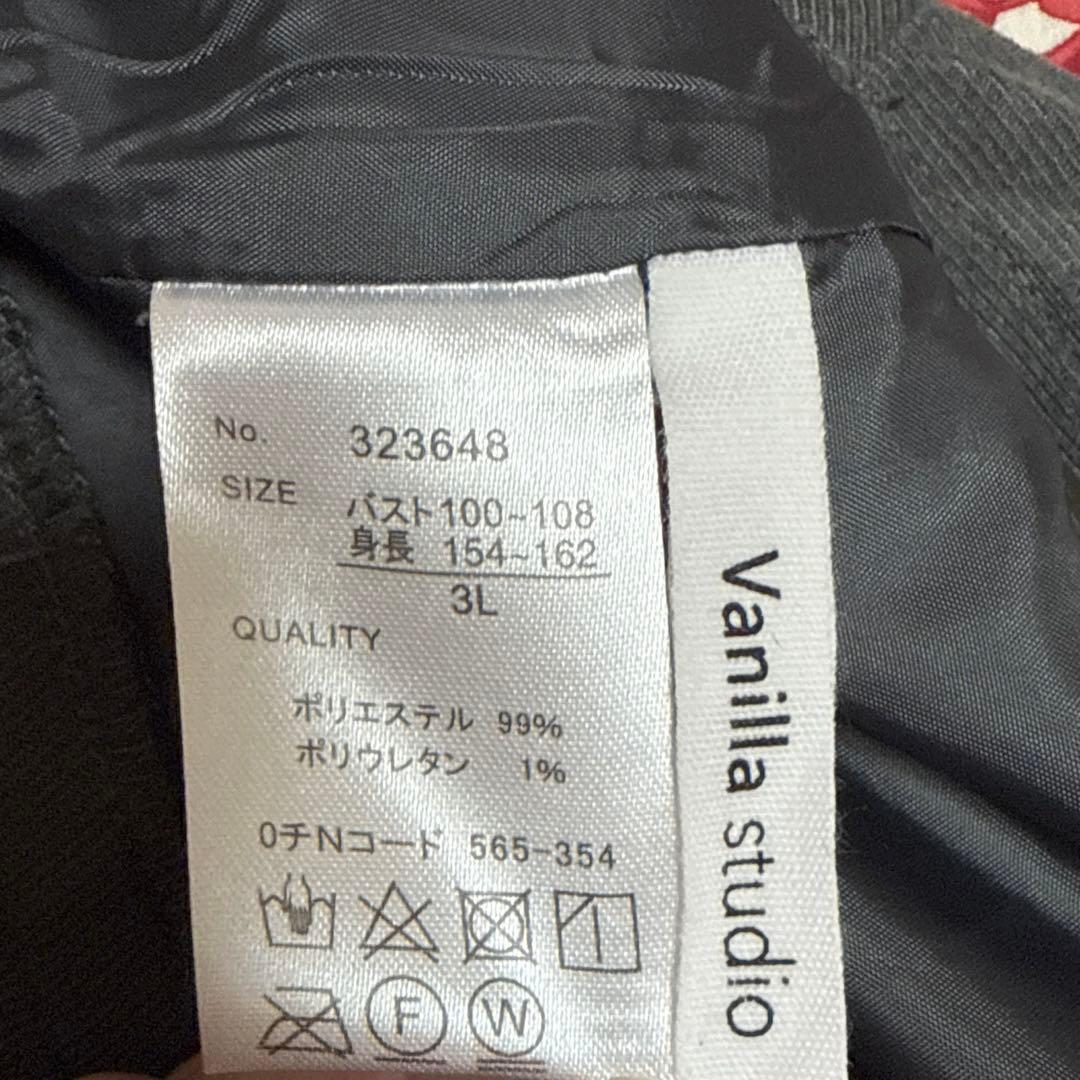 No. 323648
SIZE バスト100~108
身長 154~162
3L
QUALITY
ポリエステル 99%
ポリウレタン 1%
0チNコード 565-354
F W
Vanilla studio